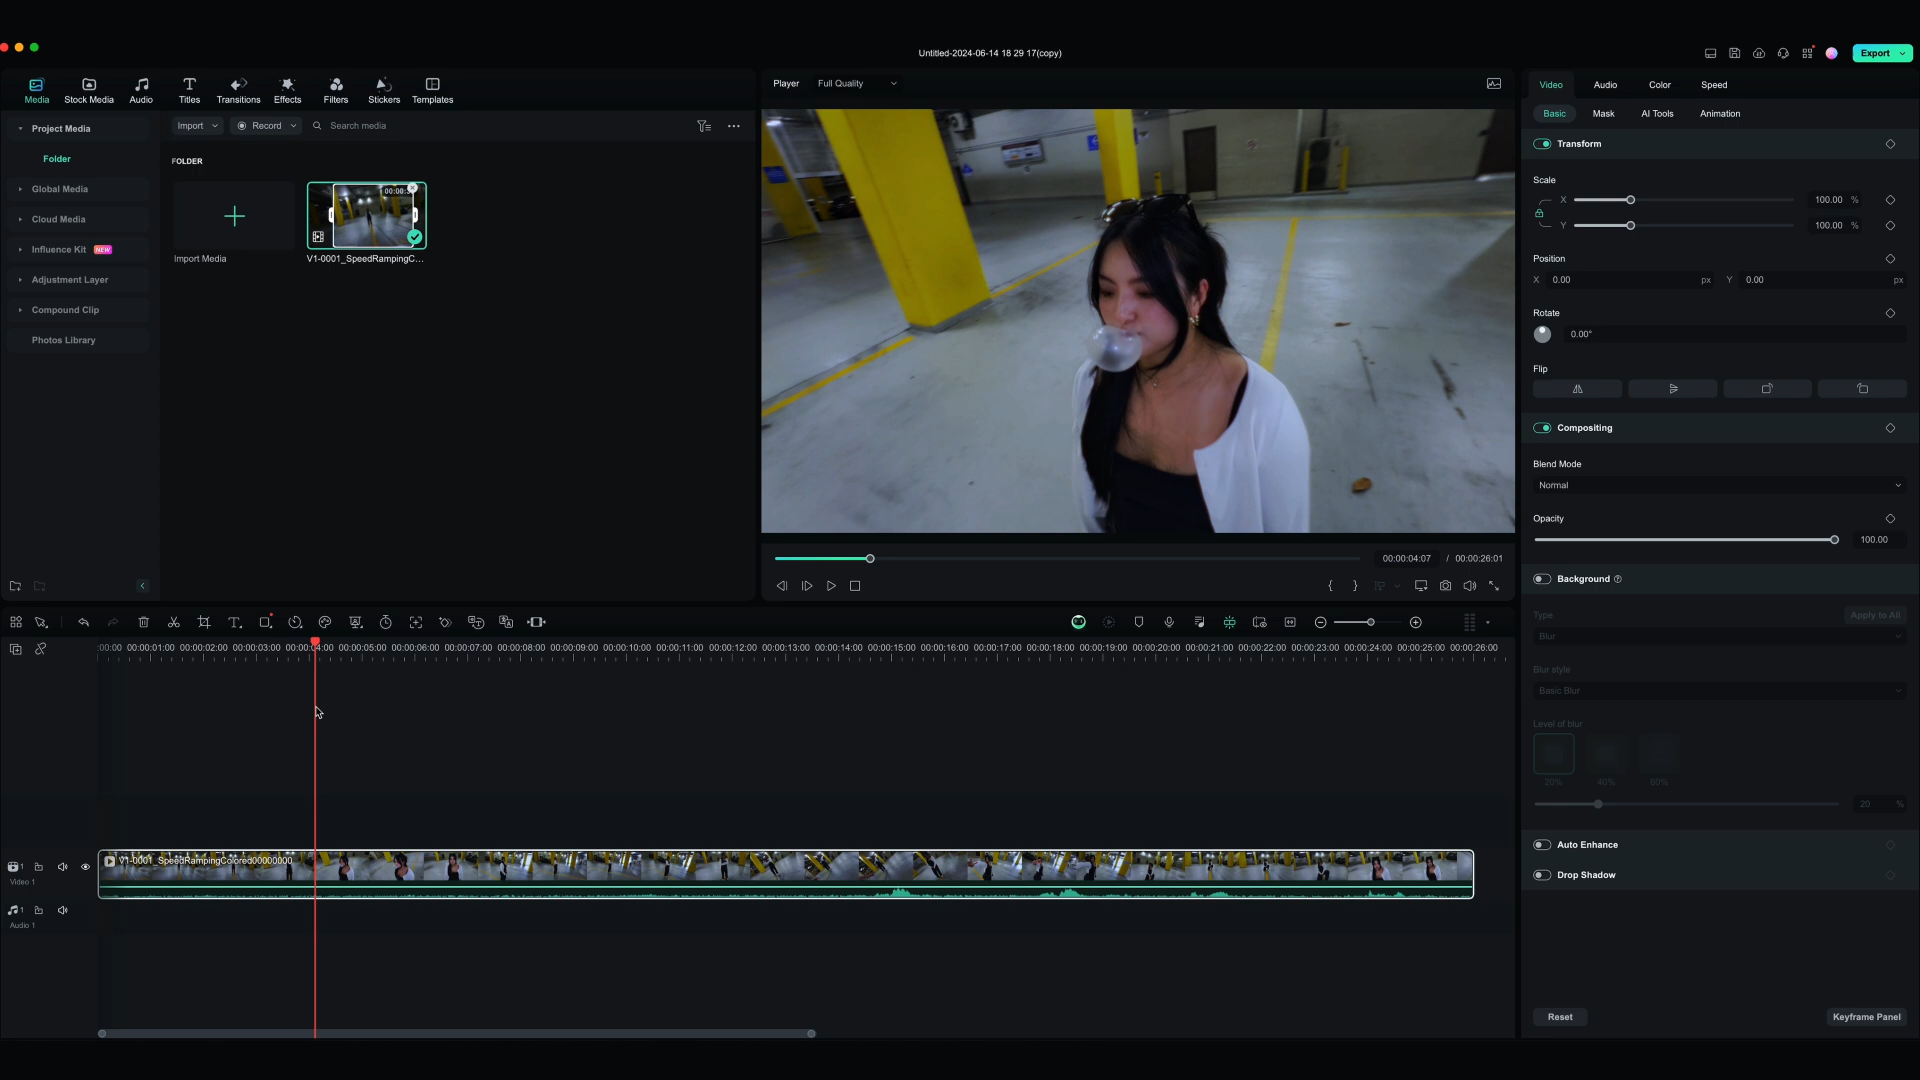 Untitled-2024-06-14 18 29 17(copy)
Export
Media
Stock Media
Audio
Titles
Transitions
Effects
Filters
Stickers
Templates
Project Media
Folder
Global Media
Cloud Media
Influence Kit NEW
Adjustment Layer
Compound Clip
Photos Library
Import
Record
Search media
FOLDER
Import Media
V1-0001_SpeedRampingC...
Player
Full Quality
00:00:04:07 / 00:00:26:01
Video
Audio
Color
Speed
Basic
Mask
AI Tools
Animation
Transform
Scale
X 100.00 %
Y 100.00 %
Position
X 0.00 px Y 0.00 px
Rotate
0.00°
Flip
Compositing
Blend Mode
Normal
Opacity
100.00
Background
Type
Apply to All
Blur
Blur style
Basic Blur
Level of blur
20% 40% 60%
20 %
Auto Enhance
Drop Shadow
Reset
Keyframe Panel
:00:00 00:00:01:00 00:00:02:00 00:00:03:00 00:00:04:00 00:00:05:00 00:00:06:00 00:00:07:00 00:00:08:00 00:00:09:00 00:00:10:00 00:00:11:00 00:00:12:00 00:00:13:00 00:00:14:00 00:00:15:00 00:00:16:00 00:00:17:00 00:00:18:00 00:00:19:00 00:00:20:00 00:00:21:00 00:00:22:00 00:00:23:00 00:00:24:00 00:00:25:00 00:00:26:00
V1-0001_SpeedRampingColored00000000
1
Video 1
1
Audio 1